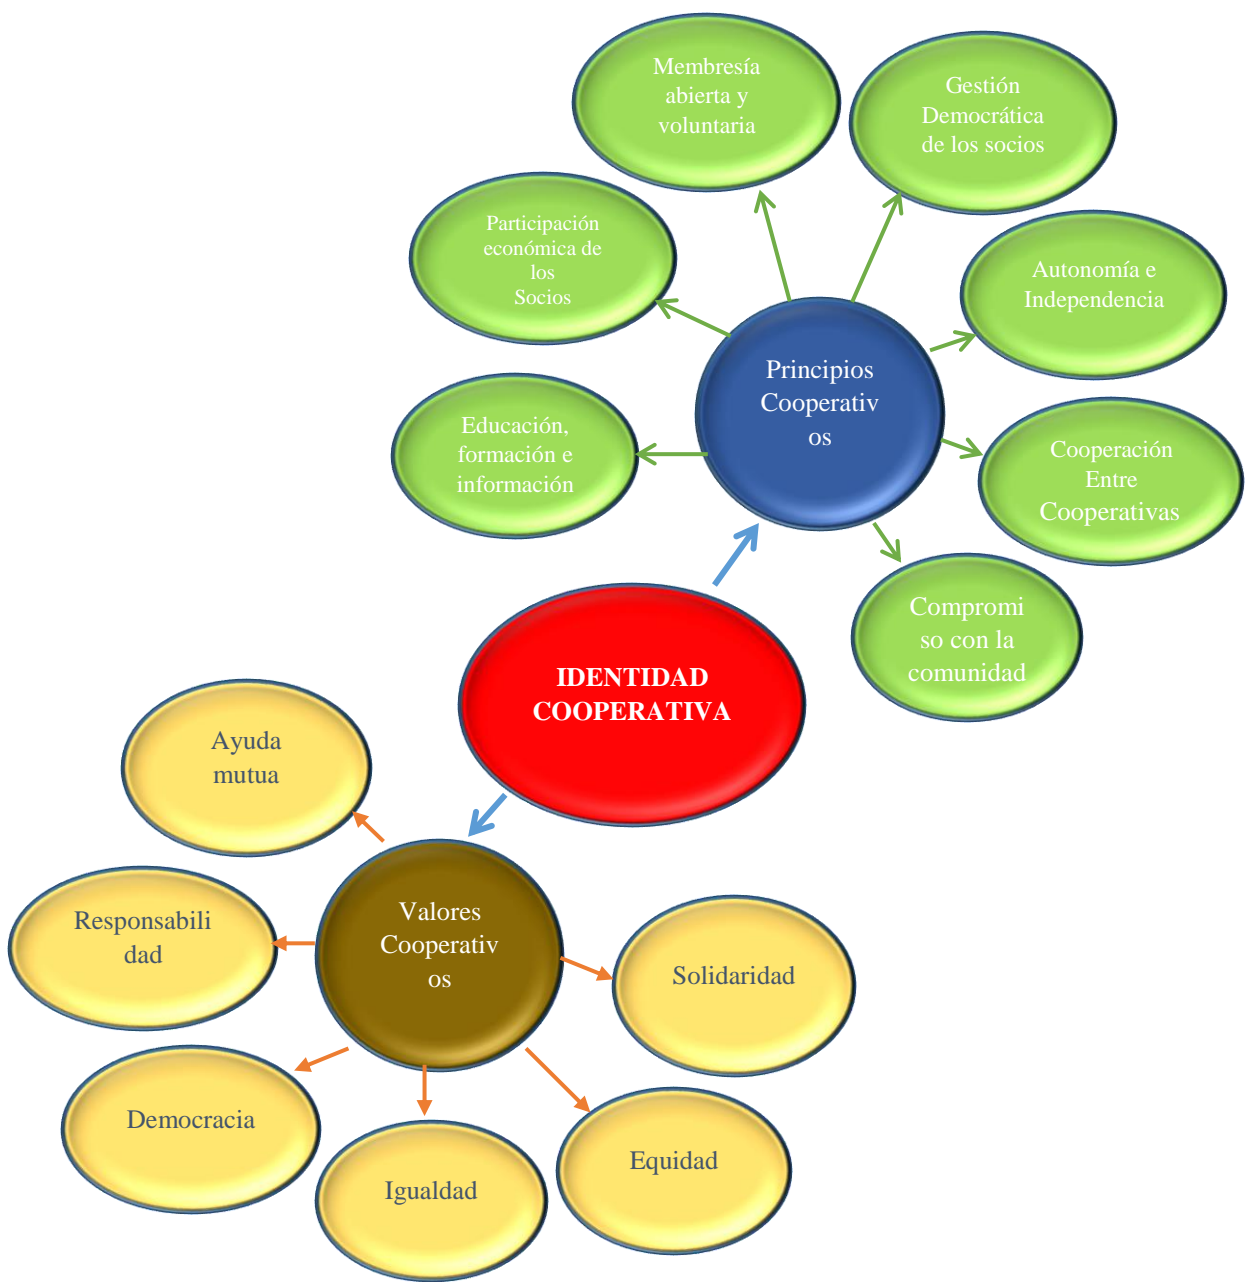 Membresía
abierta y
voluntaria
Gestión
Democrática
de los socios
Participación
económica de
los
Socios
Autonomía e
Independencia
Principios
Cooperativ
os
Educación,
formación e
información
Cooperación
Entre
Cooperativas
Compromi
so con la
comunidad
IDENTIDAD
COOPERATIVA
Ayuda
mutua
Valores
Cooperativ
os
Responsabili
dad
Solidaridad
Democracia
Igualdad
Equidad